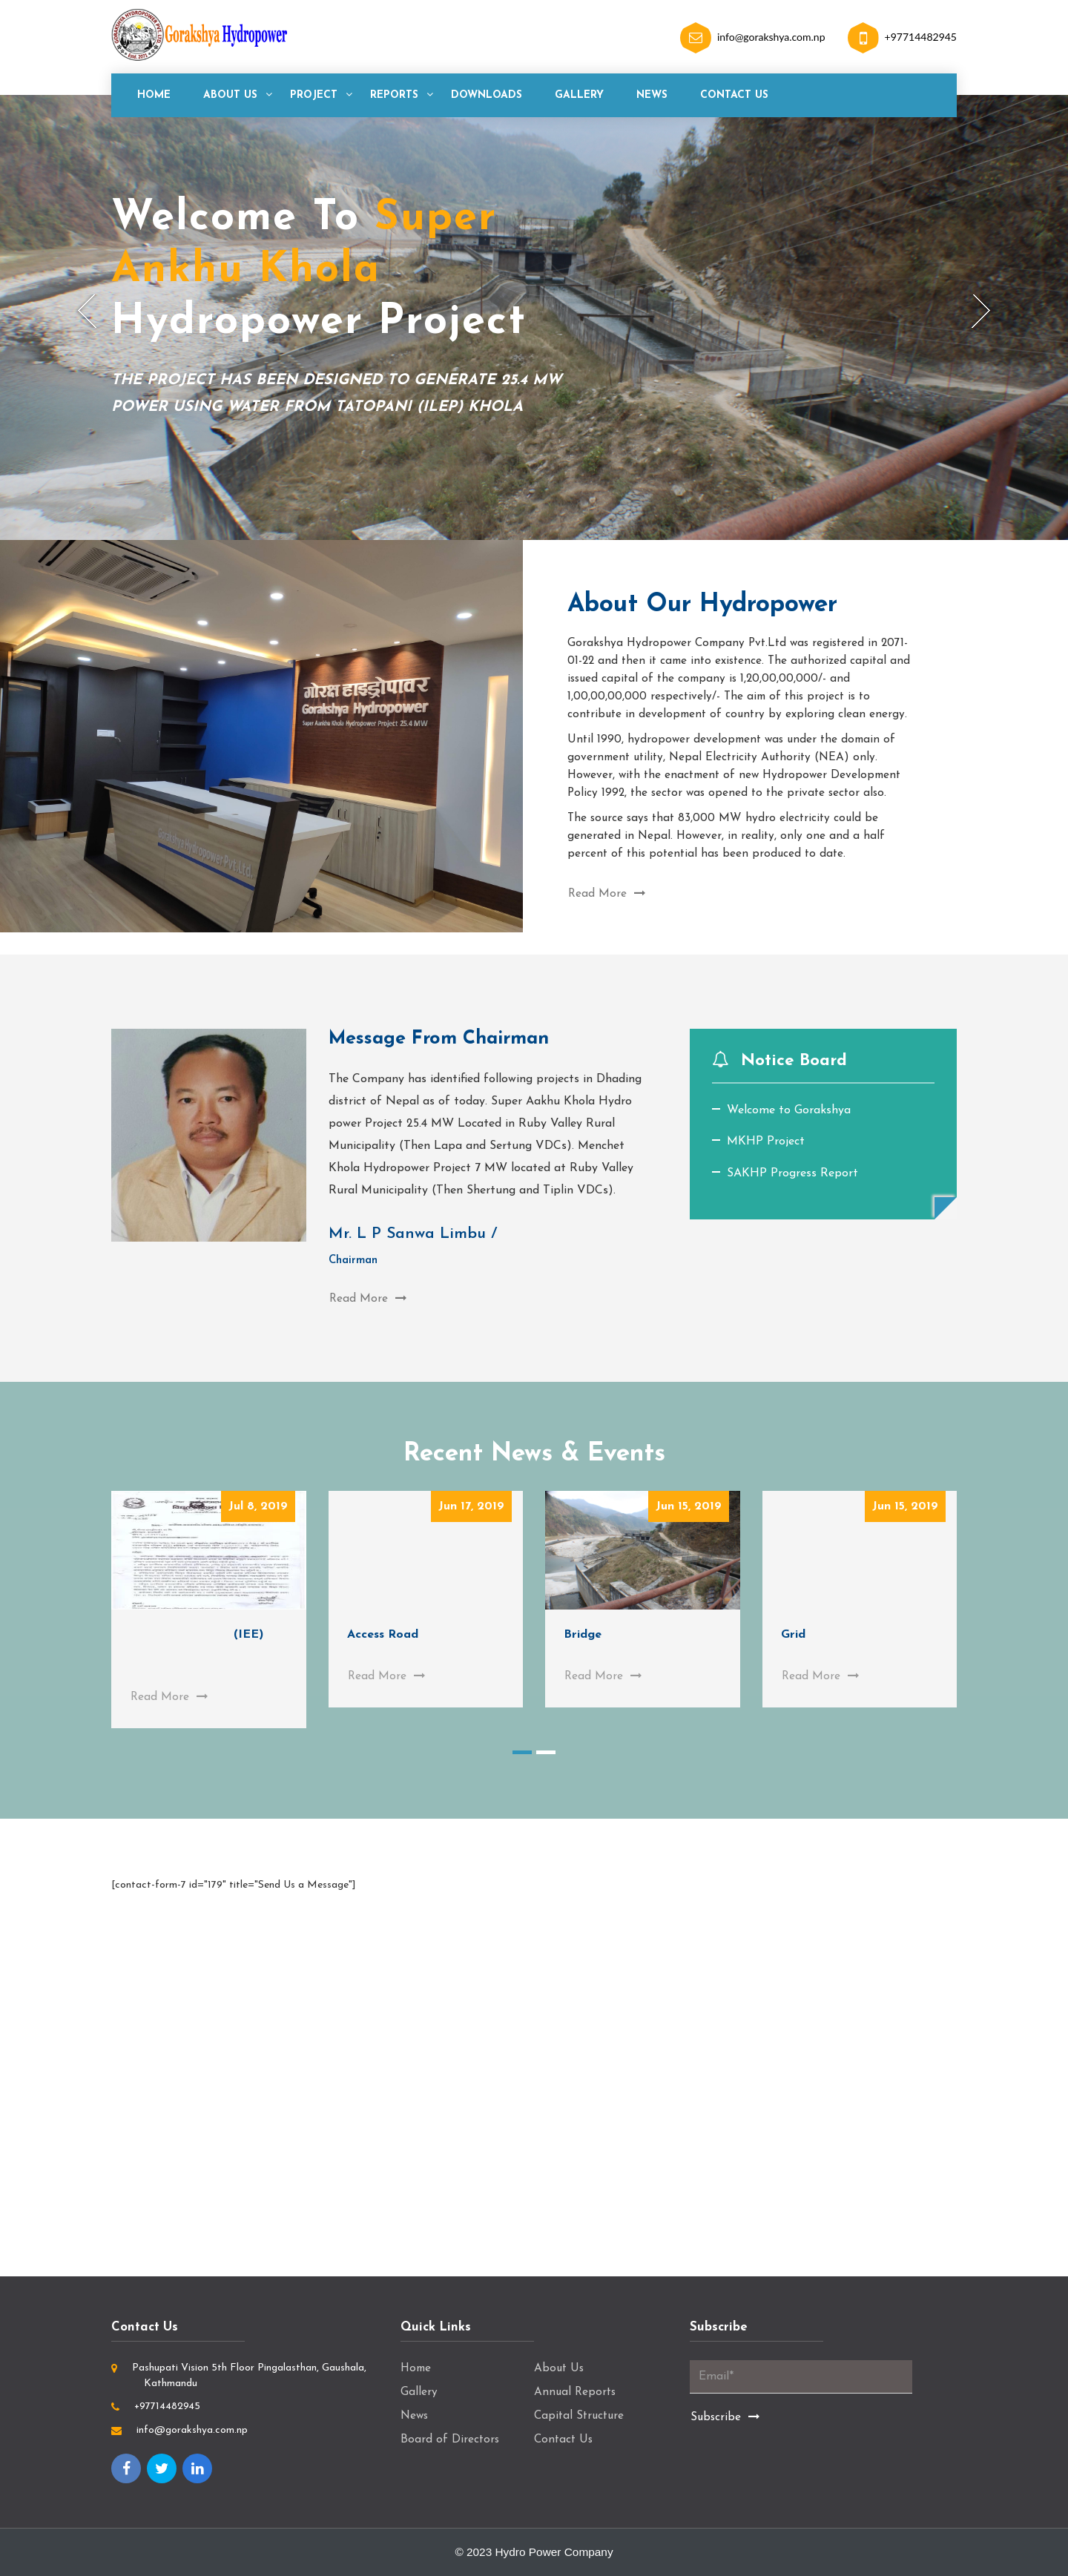 Gorakshya Hydropower
info@gorakshya.com.np
+97714482945
HOME
ABOUT US
PROJECT
REPORTS
DOWNLOADS
GALLERY
NEWS
CONTACT US
Welcome To Super
Ankhu Khola
Hydropower Project
THE PROJECT HAS BEEN DESIGNED TO GENERATE 25.4 MW
POWER USING WATER FROM TATOPANI (ILEP) KHOLA
गोरक्ष हाइड्रोपावर
Gorakshya Hydropower
Super Aankhu Khola Hydropower Project 25.4 MW
Gorakshya Hydropower Pvt. Ltd.
About Our Hydropower
Gorakshya Hydropower Company Pvt.Ltd was registered in 2071-
01-22 and then it came into existence. The authorized capital and
issued capital of the company is 1,20,00,00,000/- and
1,00,00,00,000 respectively/- The aim of this project is to
contribute in development of country by exploring clean energy.
Until 1990, hydropower development was under the domain of
government utility, Nepal Electricity Authority (NEA) only.
However, with the enactment of new Hydropower Development
Policy 1992, the sector was opened to the private sector also.
The source says that 83,000 MW hydro electricity could be
generated in Nepal. However, in reality, only one and a half
percent of this potential has been produced to date.
Read More
Message From Chairman
The Company has identified following projects in Dhading
district of Nepal as of today. Super Aakhu Khola Hydro
power Project 25.4 MW Located in Ruby Valley Rural
Municipality (Then Lapa and Sertung VDCs). Menchet
Khola Hydropower Project 7 MW located at Ruby Valley
Rural Municipality (Then Shertung and Tiplin VDCs).
Mr. L P Sanwa Limbu /
Chairman
Read More
Notice Board
Welcome to Gorakshya
MKHP Project
SAKHP Progress Report
Recent News & Events
Jul 8, 2019
(IEE)
Read More
Jun 17, 2019
Access Road
Read More
Jun 15, 2019
Bridge
Read More
Jun 15, 2019
Grid
Read More
[contact-form-7 id="179" title="Send Us a Message"]
Contact Us
Pashupati Vision 5th Floor Pingalasthan, Gaushala,
Kathmandu
+97714482945
info@gorakshya.com.np
Quick Links
Home
About Us
Gallery
Annual Reports
News
Capital Structure
Board of Directors
Contact Us
Subscribe
Email*
Subscribe
© 2023 Hydro Power Company